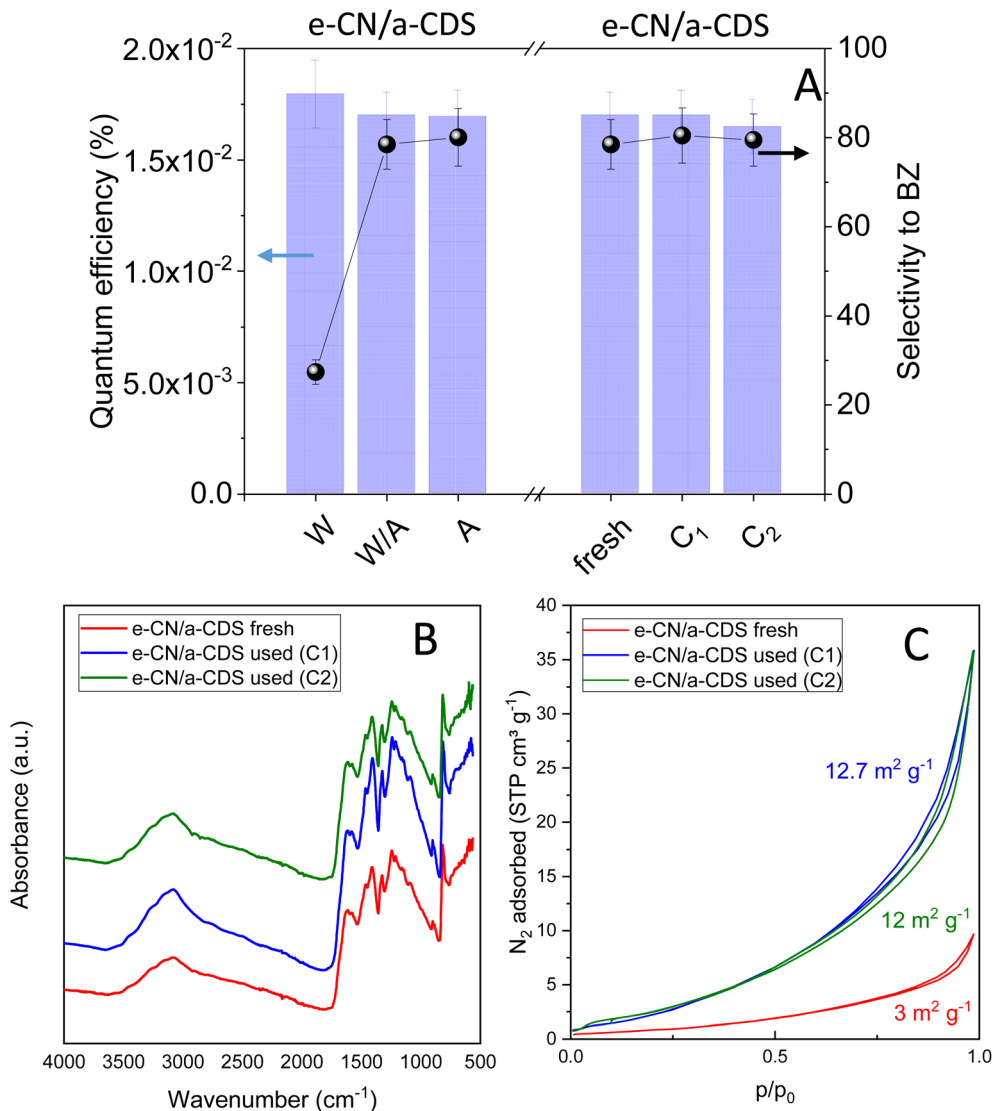 e-CN/a-CDS e-CN/a-CDS
A
Quantum efficiency (%)
2.0x10⁻²
1.5x10⁻²
1.0x10⁻²
5.0x10⁻³
0.0
100
80
60
40
20
0
Selectivity to BZ
W W/A A fresh C₁ C₂
B
e-CN/a-CDS fresh
e-CN/a-CDS used (C1)
e-CN/a-CDS used (C2)
Absorbance (a.u.)
4000 3500 3000 2500 2000 1500 1000 500
Wavenumber (cm⁻¹)
C
e-CN/a-CDS fresh
e-CN/a-CDS used (C1)
e-CN/a-CDS used (C2)
N₂ adsorbed (STP cm³ g⁻¹)
40
35
30
25
20
15
10
5
0
12.7 m² g⁻¹
12 m² g⁻¹
3 m² g⁻¹
0.0 0.5 1.0
p/p₀